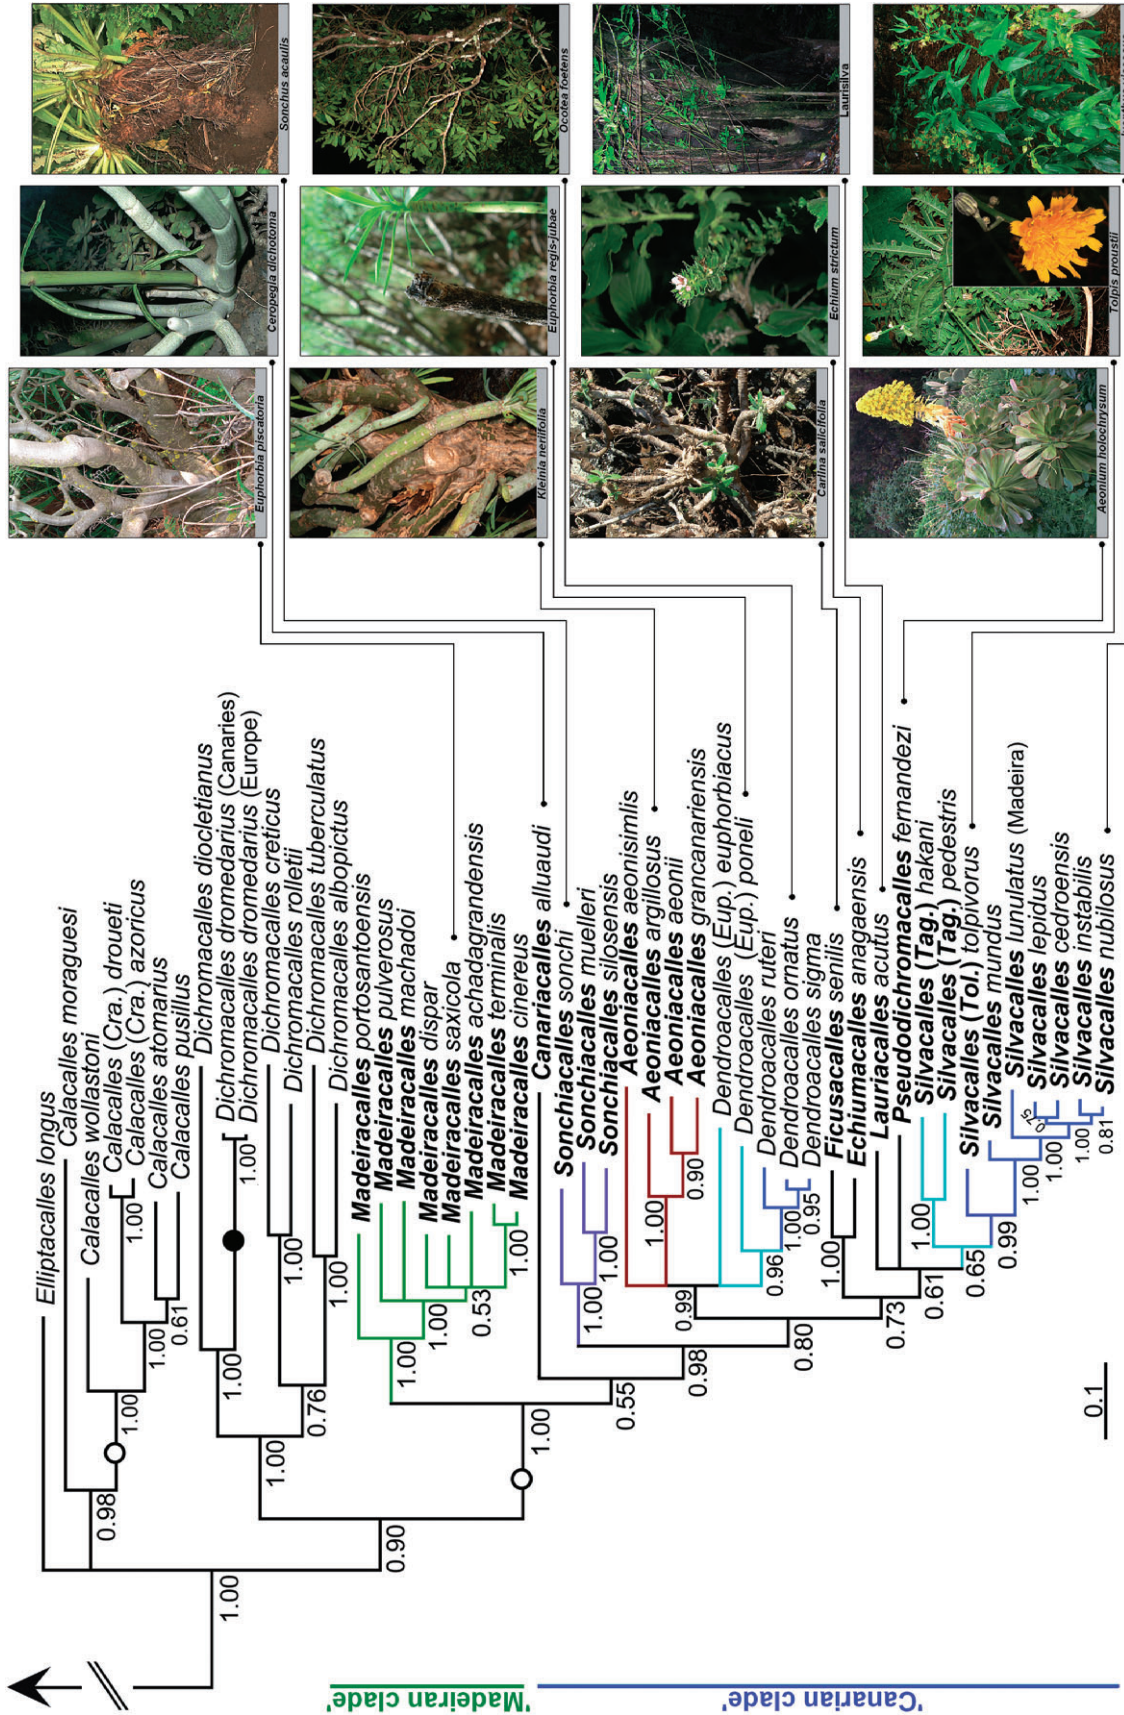 Elliptacalles longus
Calacalles moraguesi
Calacalles wollastoni
Calacalles (Cra.) droueti
Calacalles (Cra.) azoricus
Calacalles atomarius
Calacalles pusillus
Dichromacalles diocletianus
Dichromacalles dromedarius (Canaries)
Dichromacalles dromedarius (Europe)
Dichromacalles creticus
Dichromacalles rolletii
Dichromacalles tuberculatus
Dichromacalles albopictus
Madeiracalles portosantoensis
Madeiracalles pulverosus
Madeiracalles machadoi
Madeiracalles dispar
Madeiracalles saxicola
Madeiracalles achadagrandensis
Madeiracalles terminalis
Madeiracalles cinereus
Canariacalles alluaudi
Sonchiacalles sonchi
Sonchiacalles muelleri
Sonchiacalles silosensis
Aeoniacalles aeonisimlis
Aeoniacalles argillosus
Aeoniacalles aeonii
Aeoniacalles grancanariensis
Dendroacalles (Eup.) euphorbiacus
Dendroacalles (Eup.) poneli
Dendroacalles ruteri
Dendroacalles ornatus
Dendroacalles sigma
Ficusacalles senilis
Echiumacalles anagaensis
Lauriacalles acutus
Pseudodichromacalles fernandezi
Silvacalles (Tag.) hakani
Silvacalles (Tag.) pedestris
Silvacalles (Tol.) tolpivorus
Silvacalles mundus
Silvacalles lunulatus (Madeira)
Silvacalles lepidus
Silvacalles cedroensis
Silvacalles instabilis
Silvacalles nubilosus
1.00
0.98
1.00
1.00
1.00
0.61
0.90
1.00
1.00
1.00
0.76
1.00
1.00
1.00
1.00
1.00
0.53
1.00
0.55
0.98
1.00
1.00
0.80
0.99
1.00
0.90
0.96
1.00
0.95
0.73
1.00
0.61
0.65
1.00
0.99
1.00
1.00
0.75
1.00
0.81
0.1
'Madeiran clade'
'Canarian clade'
Euphorbia piscatoria
Ceropegia dichotoma
Sonchus acaulis
Kleinia neriifolia
Euphorbia regis-jubae
Ocotea foetens
Carlina salicifolia
Echium strictum
Laurisilva
Aeonium holochrysum
Tolpis proustii